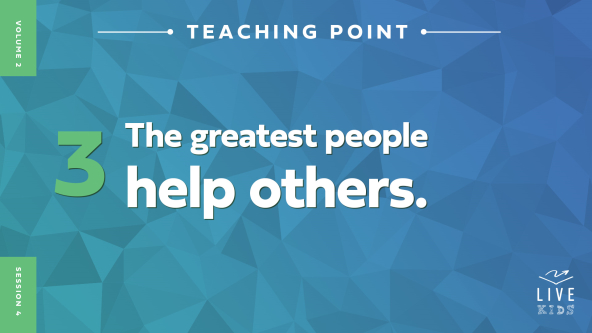 VOLUME 2
TEACHING POINT
3
The greatest people
help others.
SESSION 4
LIVE
KIDS